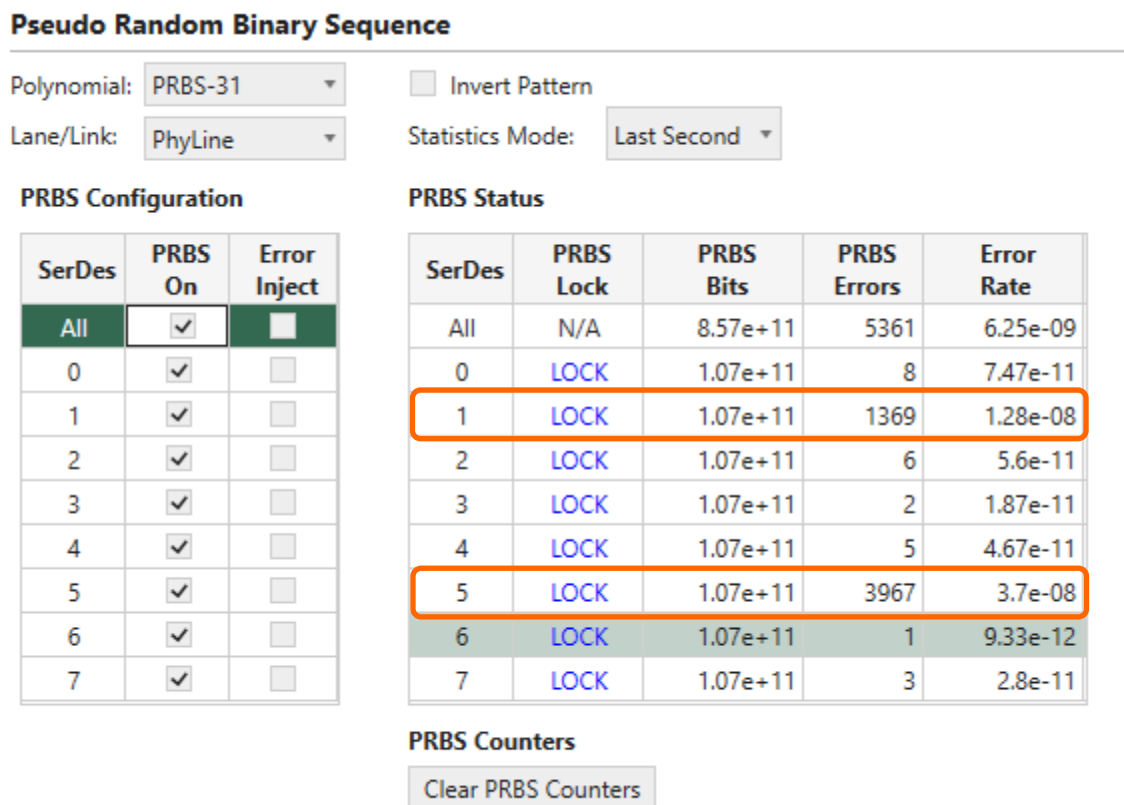 Pseudo Random Binary Sequence
Polynomial: PRBS-31 Invert Pattern
Lane/Link: PhyLine Statistics Mode: Last Second
PRBS Configuration
SerDes PRBS On Error Inject
All
0
1
2
3
4
5
6
7
PRBS Status
SerDes PRBS Lock PRBS Bits PRBS Errors Error Rate
All N/A 8.57e+11 5361 6.25e-09
0 LOCK 1.07e+11 8 7.47e-11
1 LOCK 1.07e+11 1369 1.28e-08
2 LOCK 1.07e+11 6 5.6e-11
3 LOCK 1.07e+11 2 1.87e-11
4 LOCK 1.07e+11 5 4.67e-11
5 LOCK 1.07e+11 3967 3.7e-08
6 LOCK 1.07e+11 1 9.33e-12
7 LOCK 1.07e+11 3 2.8e-11
PRBS Counters
Clear PRBS Counters